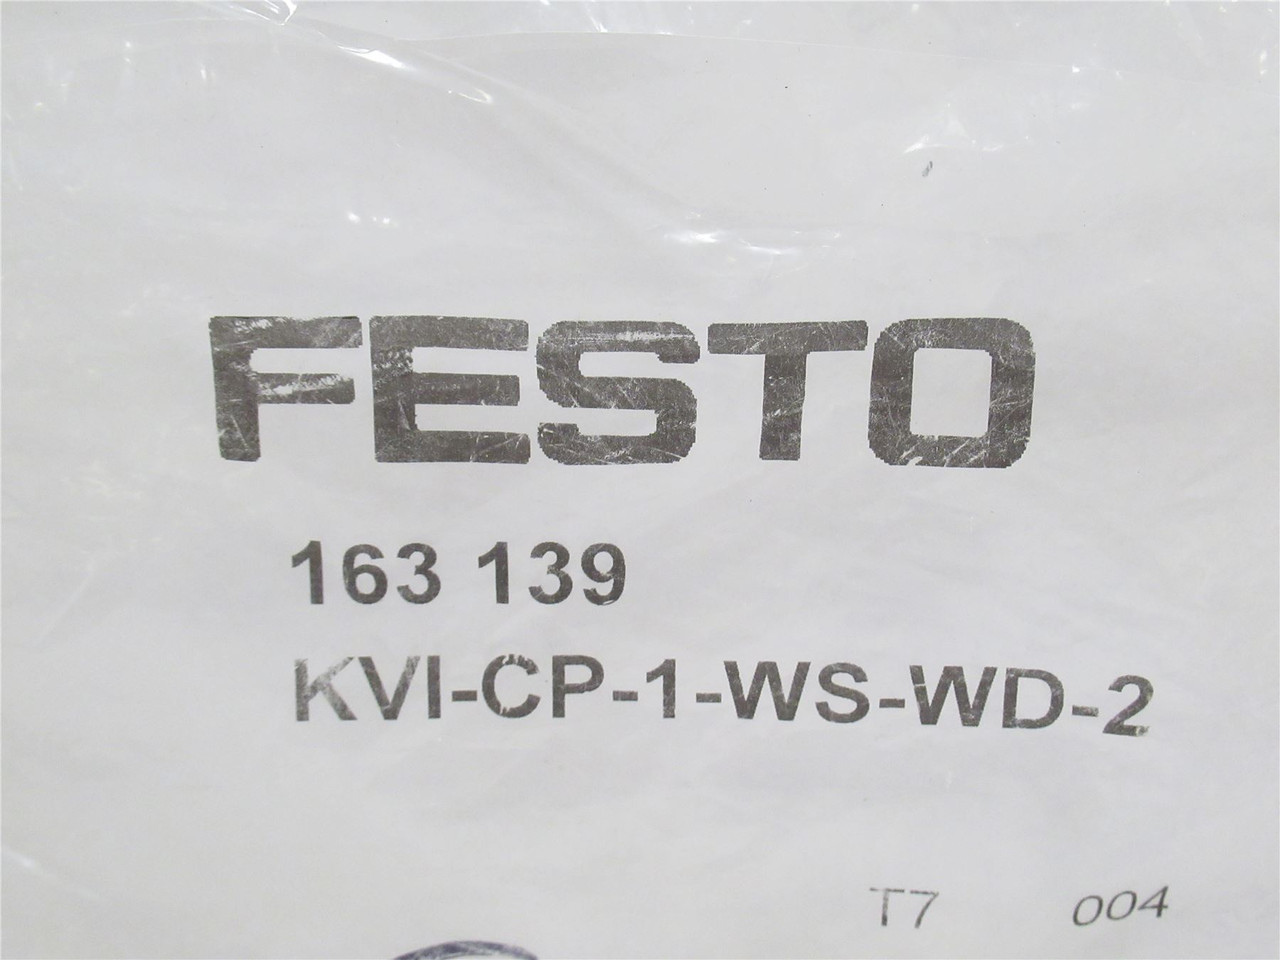 FESTO
163 139
KVI-CP-1-WS-WD-2
T7 004